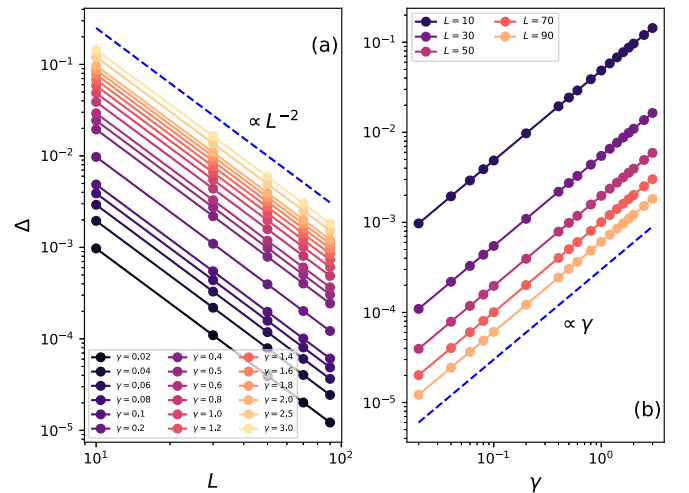 (a)
∝ L⁻²
Δ
10⁻¹
10⁻²
10⁻³
10⁻⁴
10⁻⁵
γ = 0.02
γ = 0.04
γ = 0.06
γ = 0.08
γ = 0.1
γ = 0.2
γ = 0.4
γ = 0.5
γ = 0.6
γ = 0.8
γ = 1.0
γ = 1.2
γ = 1.4
γ = 1.6
γ = 1.8
γ = 2.0
γ = 2.5
γ = 3.0
10¹
10²
L
L = 10
L = 30
L = 50
L = 70
L = 90
10⁻¹
10⁻²
10⁻³
10⁻⁴
10⁻⁵
∝ γ
(b)
10⁻¹
10⁰
γ